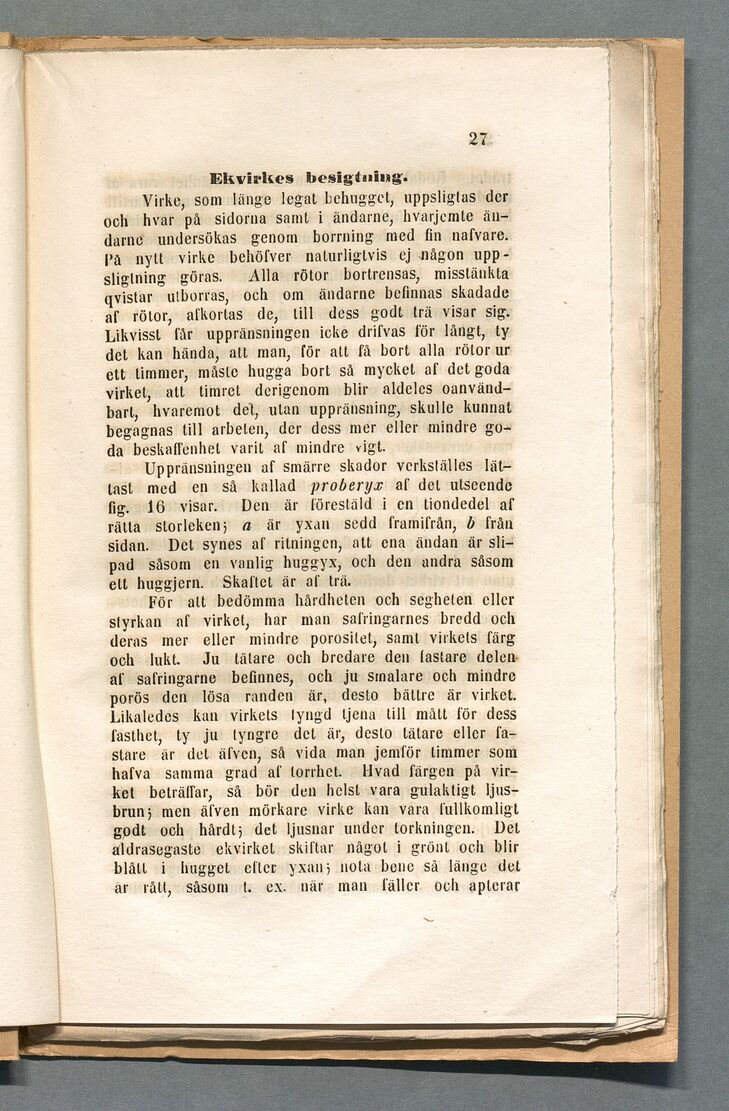 27
Ekvirkes besigtning.
Virke, som länge legat behugget, uppsligtas der
och hvar på sidorna samt i ändarne, hvarjemte än-
darne undersökas genom borrning med fin nafvare.
På nytt virke behöfver naturligtvis ej någon upp-
sligtning göras. Alla rötor bortrensas, misstänkta
qvistar utborras, och om ändarne befinnas skadade
af rötor, afkortas de, till dess godt trä visar sig.
Likvisst får uppränsningen icke drifvas för långt, ty
det kan hända, att man, för att få bort alla rötor ur
ett timmer, måste hugga bort så mycket af det goda
virket, att timret derigenom blir aldeles oanvänd-
bart, hvaremot det, utan uppränsning, skulle kunnat
begagnas till arbeten, der dess mer eller mindre go-
da beskaffenhet varit af mindre vigt.
Uppränsningen af smärre skador verkställes lät-
tast med en så kallad proberyx af det utseende
fig. 16 visar. Den är föreställd i en tiondedel af
rätta storleken; a är yxan sedd framifrån, b från
sidan. Det synes af ritningen, att ena ändan är sli-
pad såsom en vanlig huggyx, och den andra såsom
ett huggjern. Skaftet är af trä.
För att bedömma hårdheten och segheten eller
styrkan af virket, har man safringarnes bredd och
deras mer eller mindre porositet, samt virkets färg
och lukt. Ju tätare och bredare den fastare delen
af safringarne befinnes, och ju smalare och mindre
porös den lösa randen är, desto bättre är virket.
Likaledes kan virkets tyngd tjena till mått för dess
fasthet, ty ju tyngre det är, desto tätare eller fa-
stare är det äfven, så vida man jemför timmer som
hafva samma grad af torrhet. Hvad färgen på vir-
ket beträffar, så bör den helst vara gulaktigt ljus-
brun; men äfven mörkare virke kan vara fullkomligt
godt och hårdt; det ljusnar under torkningen. Det
aldrasegaste ekvirket skiftar något i grönt och blir
blått i hugget efter yxan; nota bene så länge det
är rått, såsom t. ex. när man fäller och apterar